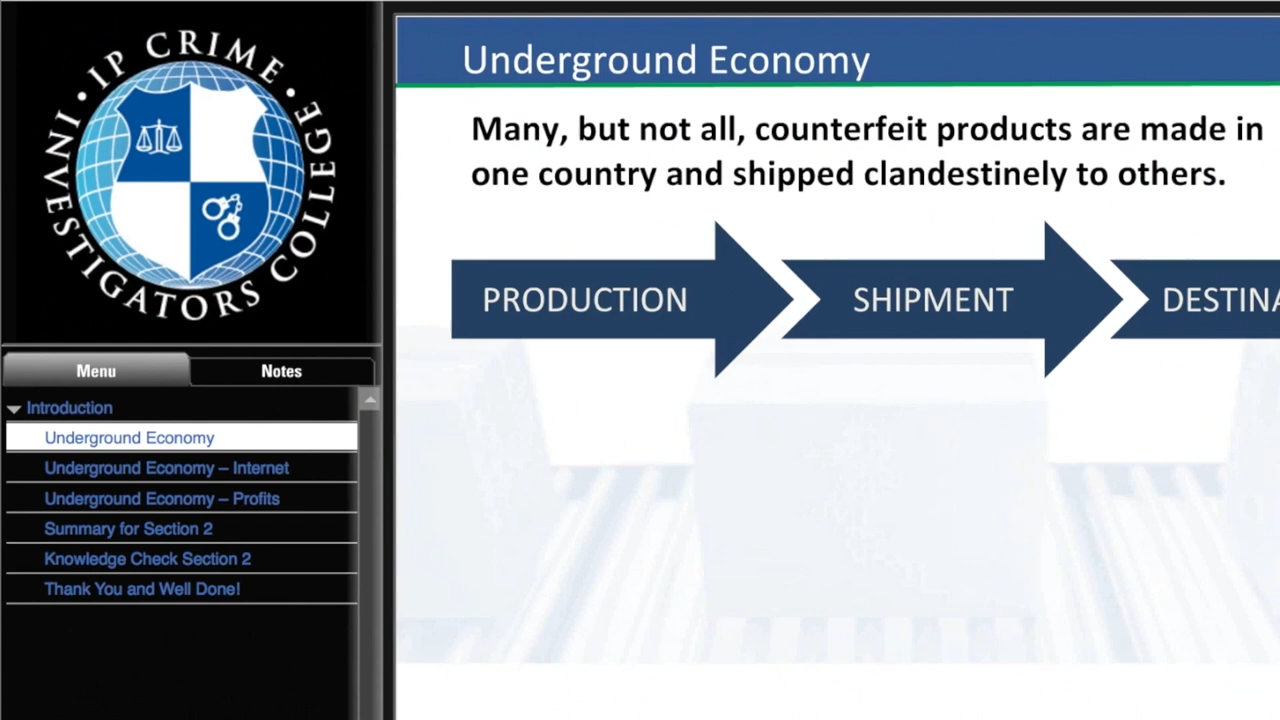 • IP CRIME •
INVESTIGATORS COLLEGE
Underground Economy
Many, but not all, counterfeit products are made in
one country and shipped clandestinely to others.
PRODUCTION
SHIPMENT
DESTINA
Menu
Notes
Introduction
Underground Economy
Underground Economy – Internet
Underground Economy – Profits
Summary for Section 2
Knowledge Check Section 2
Thank You and Well Done!